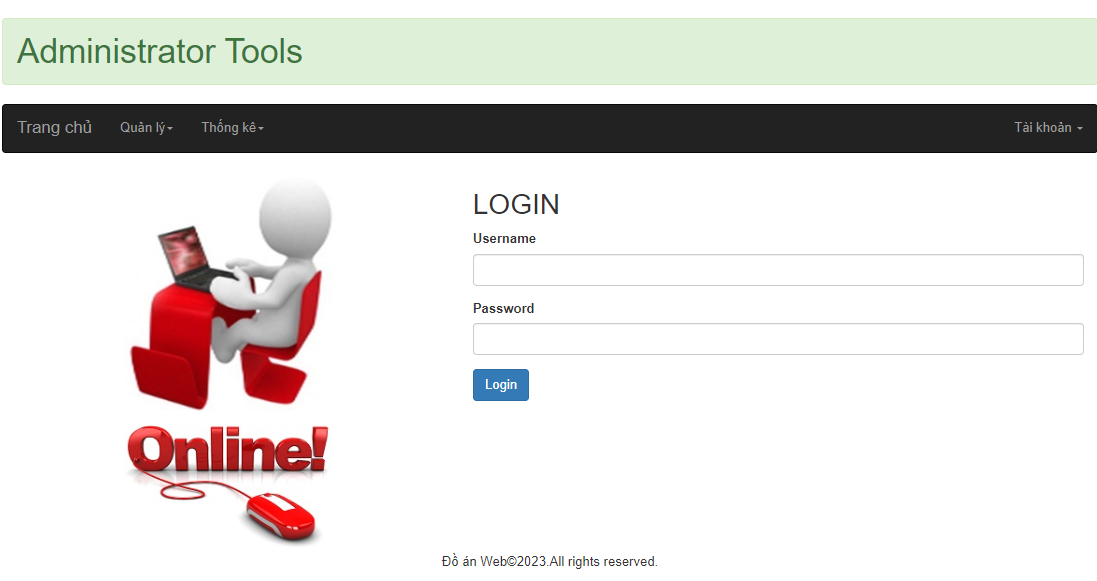 Administrator Tools
Trang chủ Quản lý Thống kê Tài khoản
LOGIN
Username
Password
Login
Online!
Đồ án Web©2023.All rights reserved.